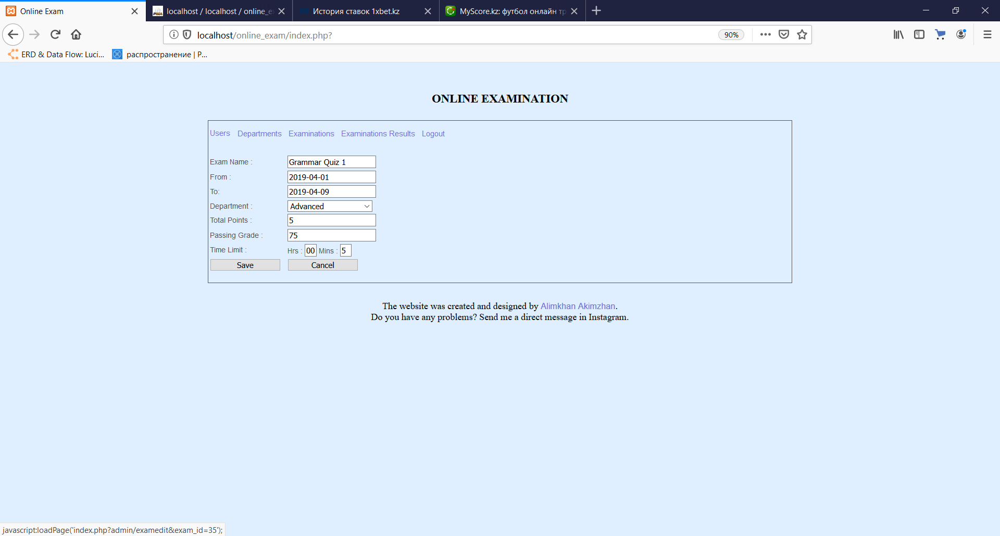 Online Exam
localhost / localhost / online_e
История ставок 1xbet.kz
MyScore.kz: футбол онлайн тр
localhost/online_exam/index.php?
90%
ERD & Data Flow: Luci...
распространение | Р...
ONLINE EXAMINATION
Users Departments Examinations Examinations Results Logout
Exam Name : Grammar Quiz 1
From : 2019-04-01
To: 2019-04-09
Department : Advanced
Total Points : 5
Passing Grade : 75
Time Limit : Hrs : 00 Mins : 5
Save Cancel
The website was created and designed by Alimkhan Akimzhan.
Do you have any problems? Send me a direct message in Instagram.
javascript:loadPage('index.php?admin/examedit&exam_id=35');